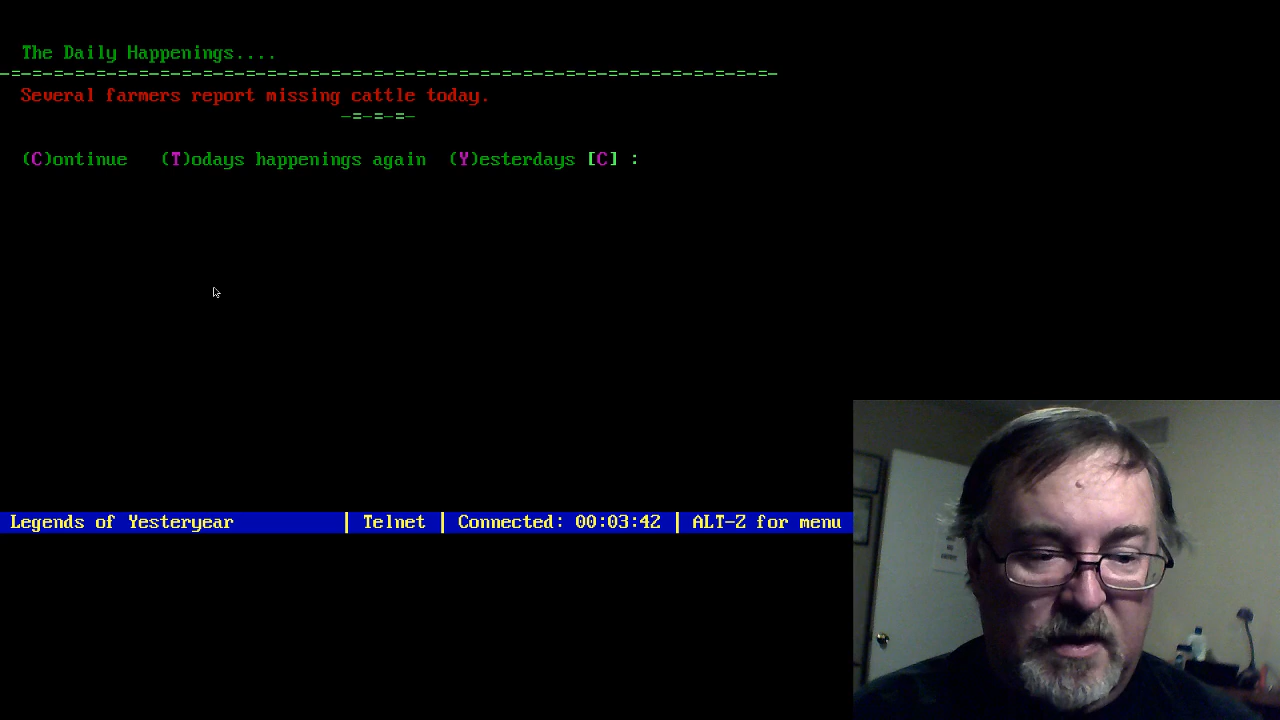 The Daily Happenings....
-=-=-=-=-=-=-=-=-=-=-=-=-=-=-=-=-=-=-=-=-=-=-=-=-=-=-=-=-=-=-=-=-=-=-=-=-
Several farmers report missing cattle today.
-=-=-=-
(C)ontinue   (T)odays happenings again  (Y)esterdays [C] :
Legends of Yesteryear | Telnet | Connected: 00:03:42 | ALT-Z for menu